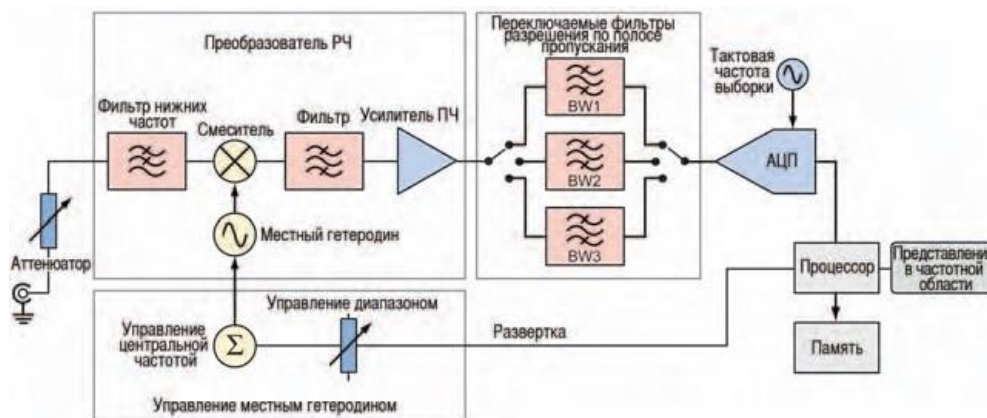 Преобразователь РЧ
Переключаемые фильтры
разрешения по полосе
пропускания
Тактовая
частота
выборки
Фильтр нижних
частот
Смеситель
Фильтр
Усилитель ПЧ
BW1
BW2
BW3
АЦП
Местный гетеродин
Аттенюатор
Процессор
Представление
в частотной
области
Управление диапазоном
Управление
центральной
частотой
Σ
Развертка
Память
Управление местным гетеродином